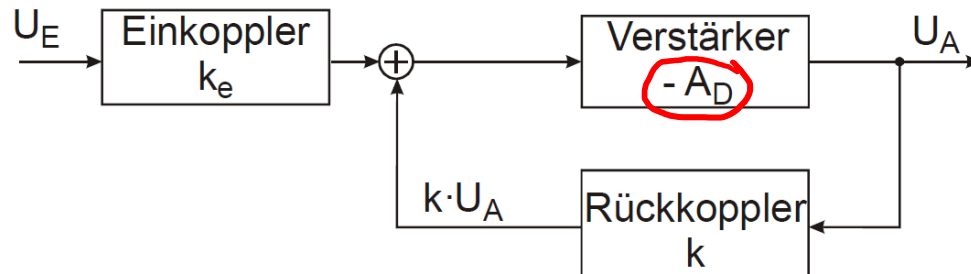 U_E
Einkoppler
k_e
+
Verstärker
- A_D
U_A
k·U_A
Rückkoppler
k